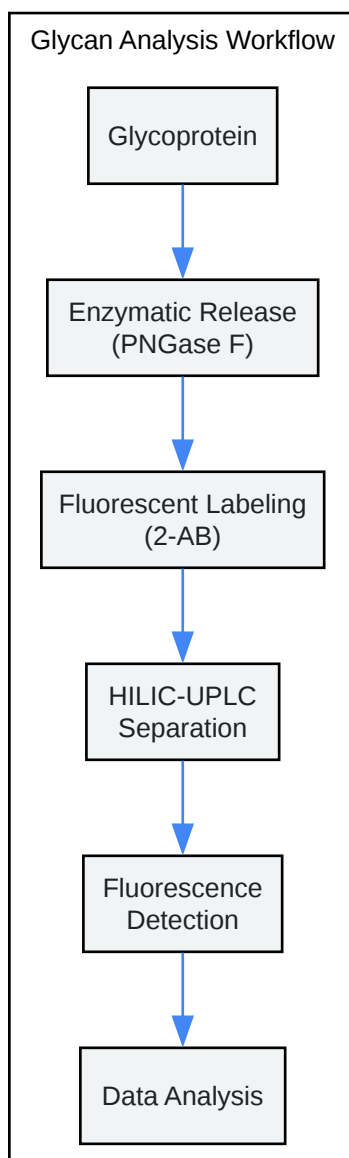 Glycan Analysis Workflow
Glycoprotein
Enzymatic Release
(PNGase F)
Fluorescent Labeling
(2-AB)
HILIC-UPLC
Separation
Fluorescence
Detection
Data Analysis